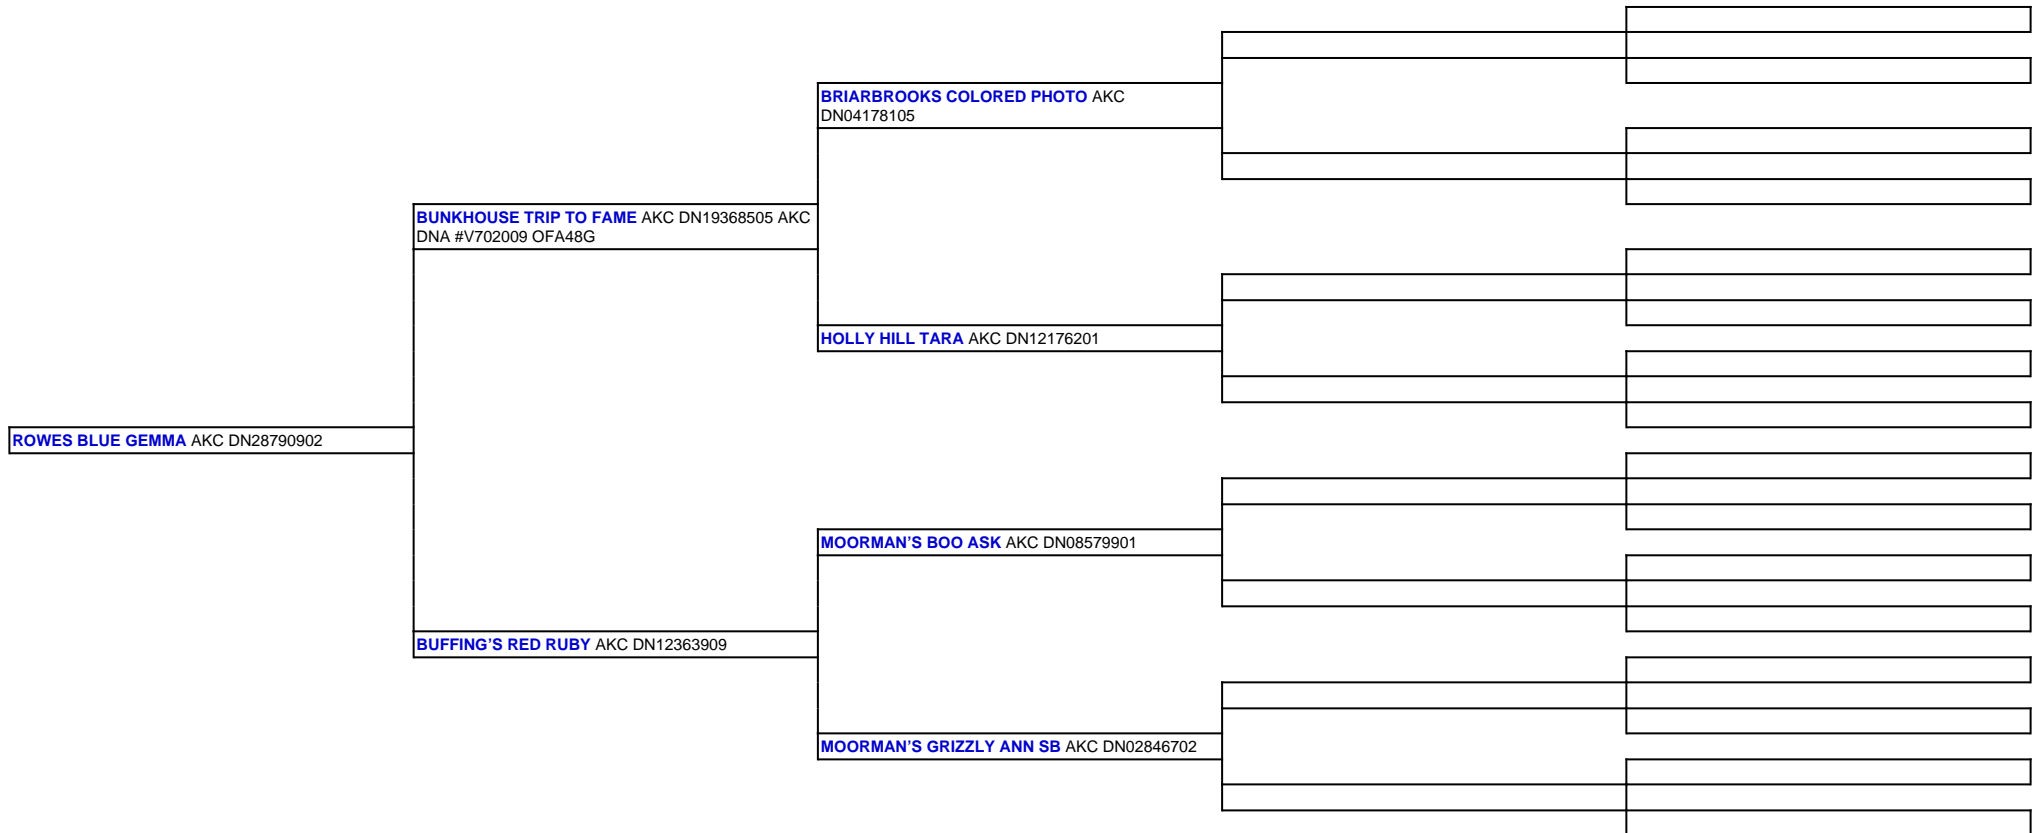 BRIARBROOKS COLORED PHOTO AKC
DN04178105
BUNKHOUSE TRIP TO FAME AKC DN19368505 AKC
DNA #V702009 OFA48G
HOLLY HILL TARA AKC DN12176201
ROWES BLUE GEMMA AKC DN28790902
MOORMAN'S BOO ASK AKC DN08579901
BUFFING'S RED RUBY AKC DN12363909
MOORMAN'S GRIZZLY ANN SB AKC DN02846702